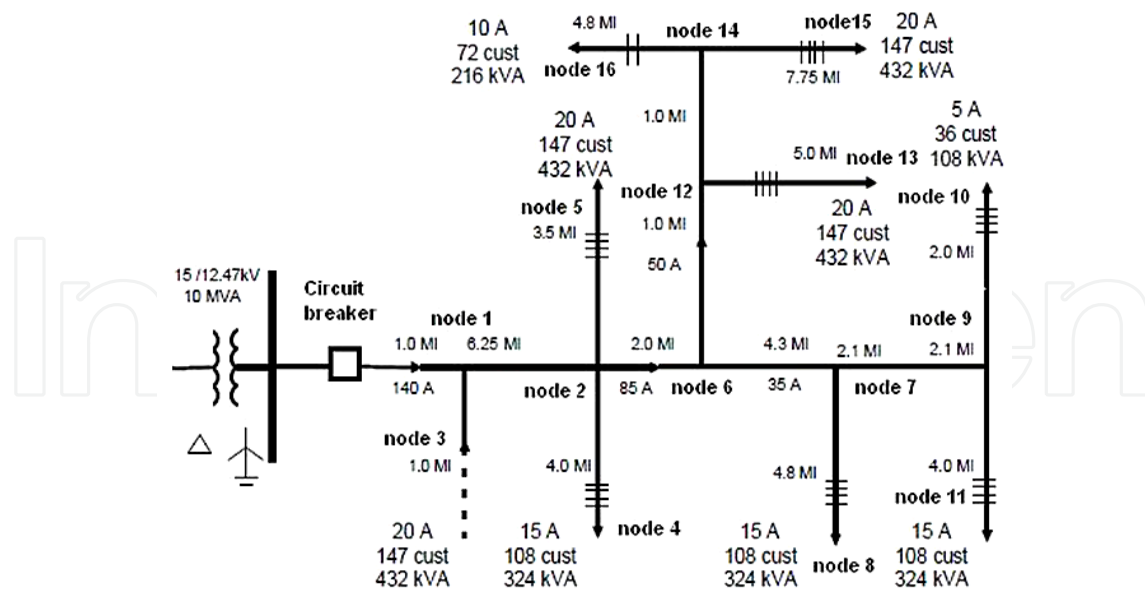 10 A
72 cust
216 kVA
4.8 MI
node 16
node 14
node15
7.75 MI
20 A
147 cust
432 kVA
1.0 MI
20 A
147 cust
432 kVA
node 5
3.5 MI
node 12
1.0 MI
50 A
5.0 MI
node 13
20 A
147 cust
432 kVA
5 A
36 cust
108 kVA
node 10
2.0 MI
15 /12.47kV
10 MVA
Circuit
breaker
node 1
1.0 MI
6.25 MI
140 A
node 2
2.0 MI
85 A
node 6
4.3 MI
35 A
2.1 MI
node 7
node 9
2.1 MI
node 3
1.0 MI
20 A
147 cust
432 kVA
4.0 MI
node 4
15 A
108 cust
324 kVA
4.8 MI
node 8
15 A
108 cust
324 kVA
4.0 MI
node 11
15 A
108 cust
324 kVA